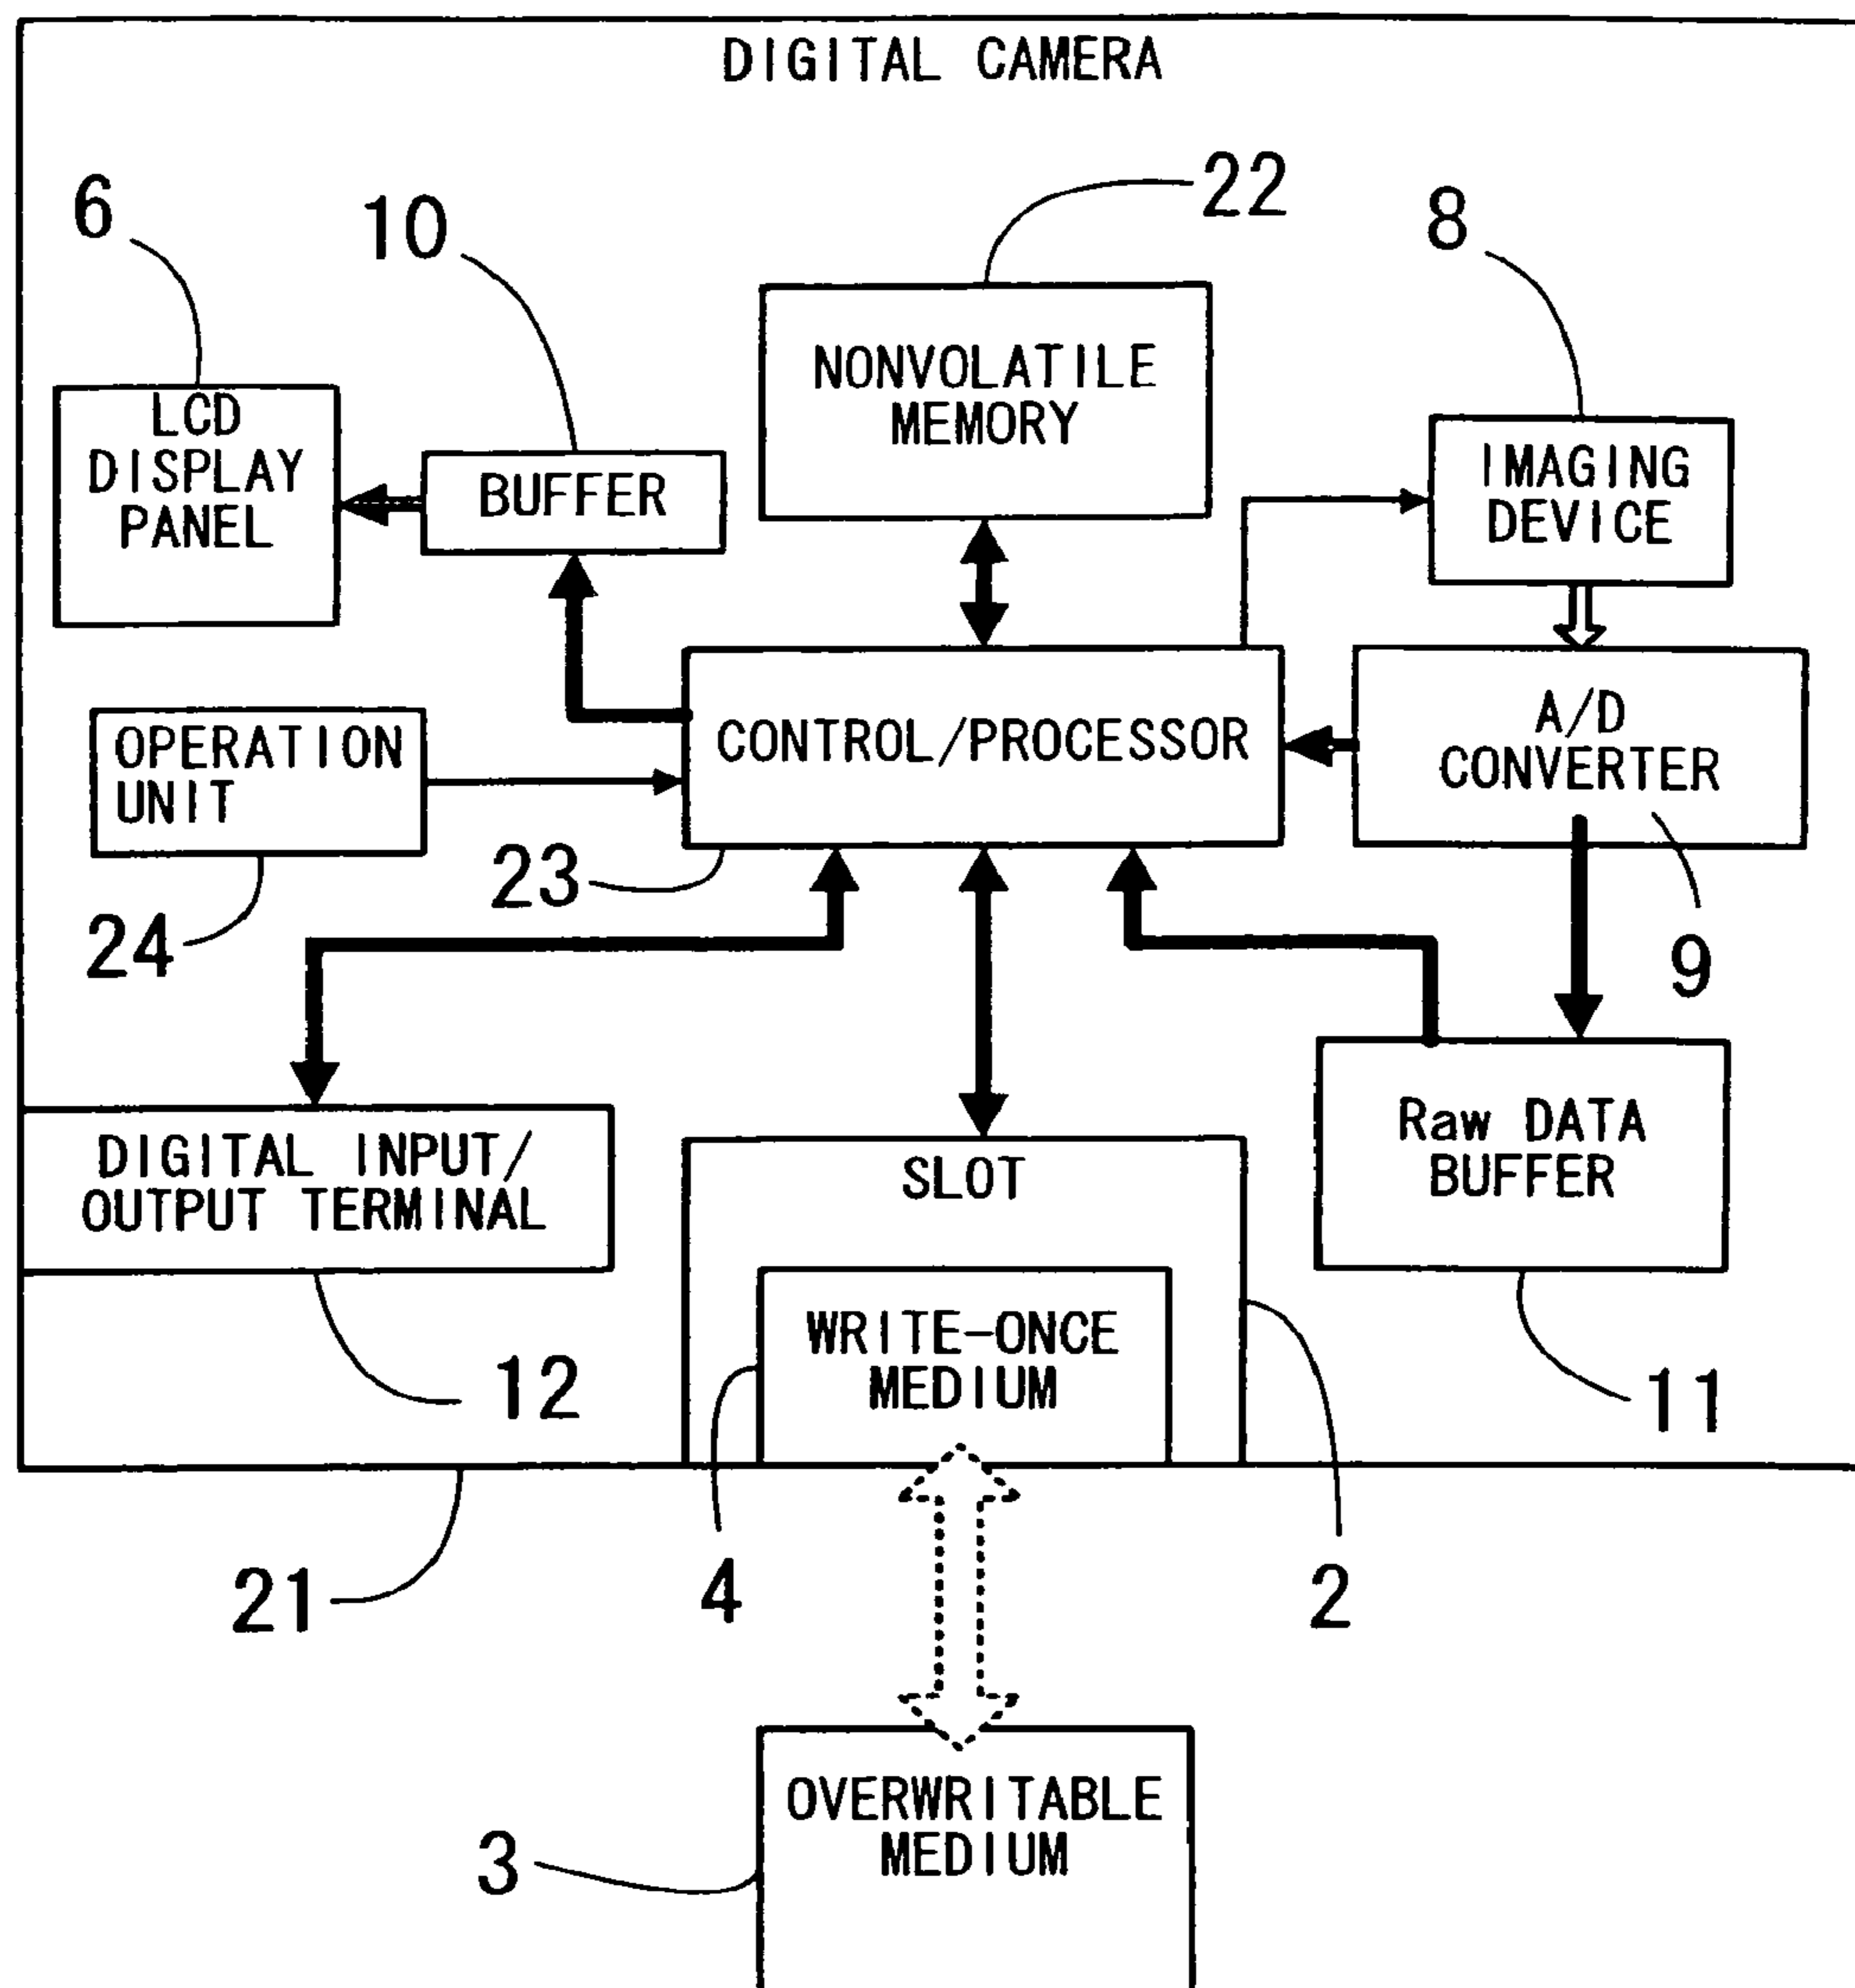 DIGITAL CAMERA
6
10
22
8
LCD
DISPLAY
PANEL
BUFFER
NONVOLATILE
MEMORY
IMAGING
DEVICE
OPERATION
UNIT
CONTROL/PROCESSOR
A/D
CONVERTER
23
24
9
DIGITAL INPUT/
OUTPUT TERMINAL
SLOT
Raw DATA
BUFFER
WRITE-ONCE
MEDIUM
12
11
21
4
2
OVERWRITABLE
MEDIUM
3